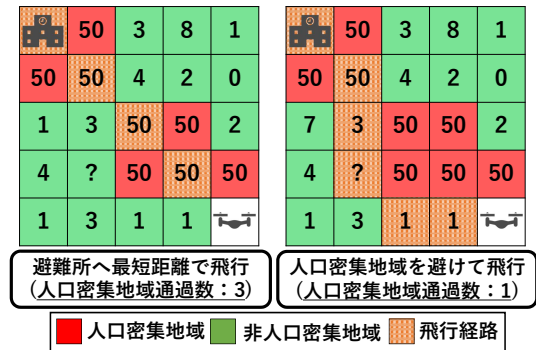 50 3 8 1
50 50 4 2 0
1 3 50 50 2
4 ? 50 50 50
1 3 1 1
避難所へ最短距離で飛行
(人口密集地域通過数:3)
50 3 8 1
50 50 4 2 0
7 3 50 50 2
4 ? 50 50 50
1 3 1 1
人口密集地域を避けて飛行
(人口密集地域通過数:1)
人口密集地域 非人口密集地域 飛行経路